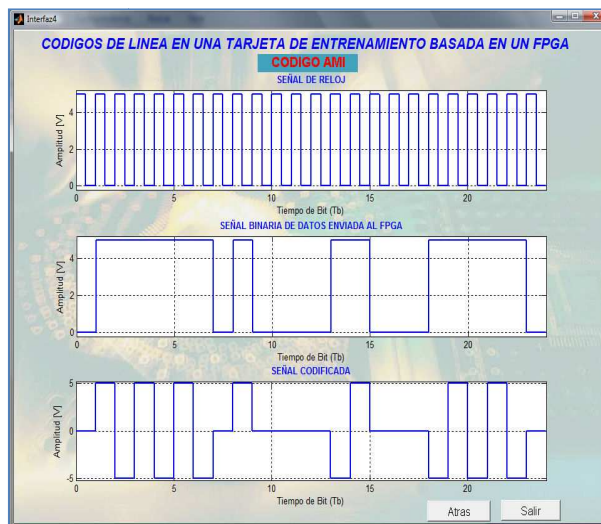 Interfaz4
CODIGOS DE LINEA EN UNA TARJETA DE ENTRENAMIENTO BASADA EN UN FPGA
CODIGO AMI
SEÑAL DE RELOJ
Amplitud [V]
4
2
0
0 5 10 15 20
Tiempo de Bit (Tb)
SEÑAL BINARIA DE DATOS ENVIADA AL FPGA
Amplitud [V]
4
2
0
0 5 10 15 20
Tiempo de Bit (Tb)
SEÑAL CODIFICADA
Amplitud [V]
5
0
-5
0 5 10 15 20
Tiempo de Bit (Tb)
Atras Salir